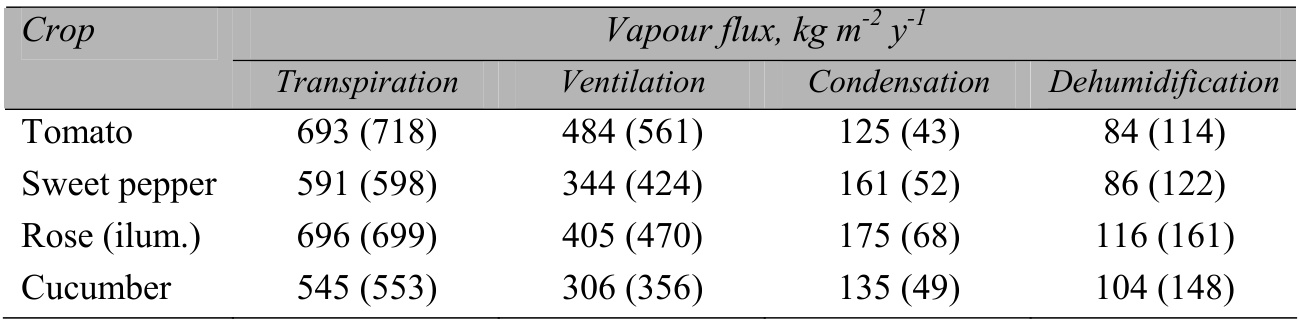 Crop Vapour flux, kg m⁻² y⁻¹
Transpiration Ventilation Condensation Dehumidification
Tomato 693 (718) 484 (561) 125 (43) 84 (114)
Sweet pepper 591 (598) 344 (424) 161 (52) 86 (122)
Rose (ilum.) 696 (699) 405 (470) 175 (68) 116 (161)
Cucumber 545 (553) 306 (356) 135 (49) 104 (148)